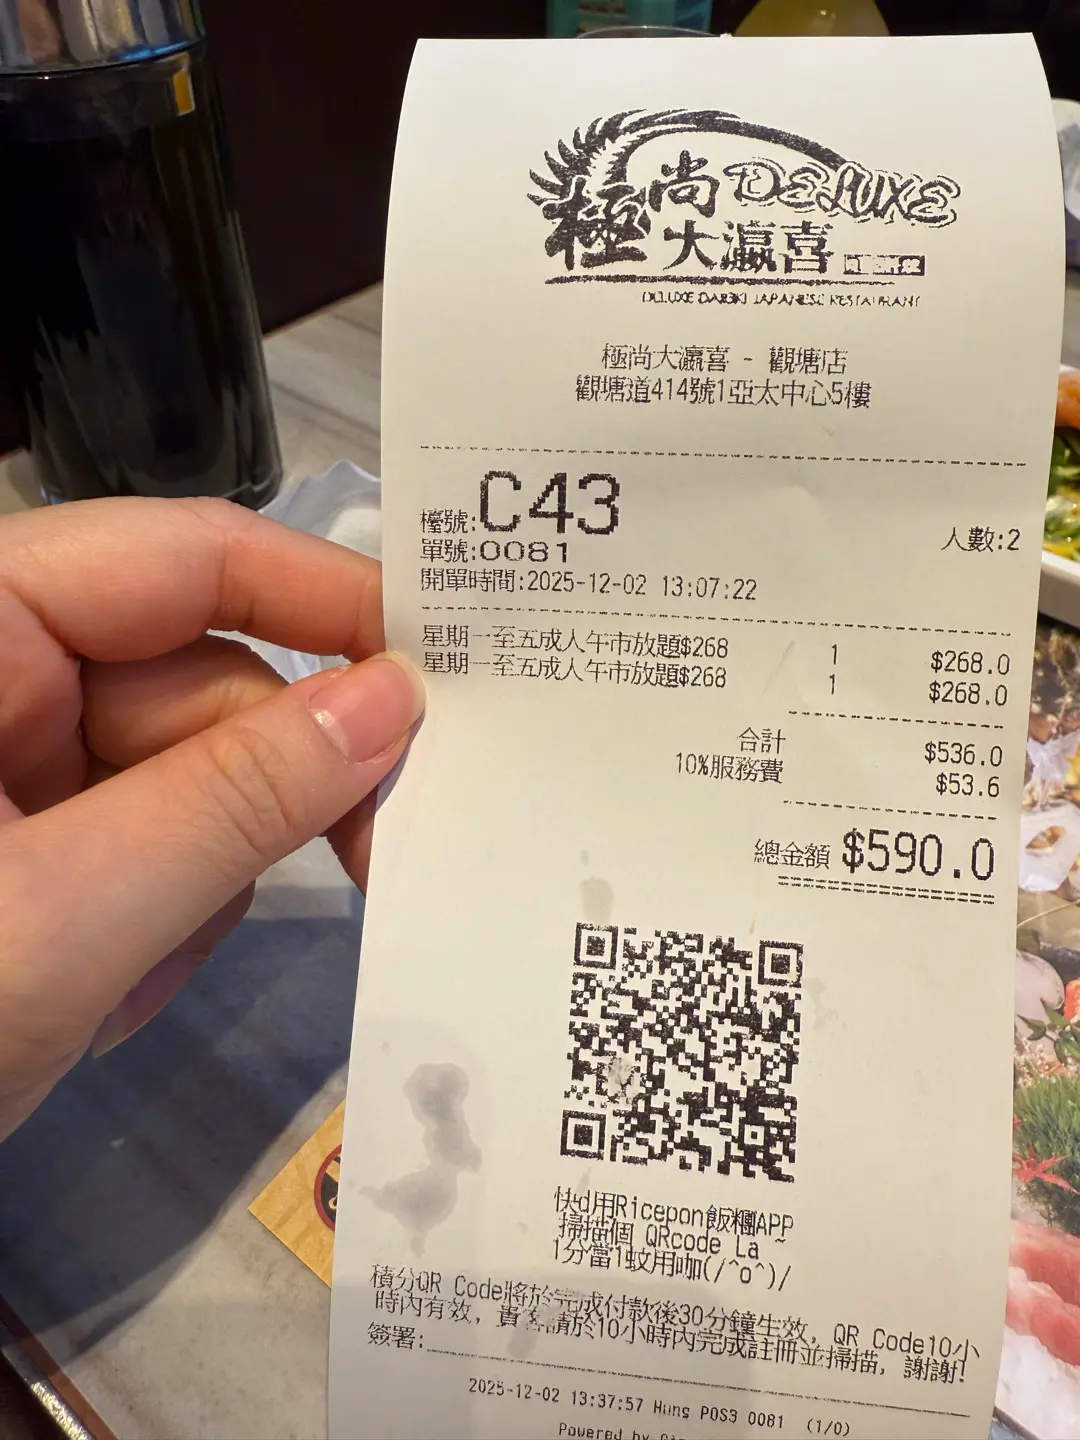 極尚 DELUXE
大瀛喜
DELUXE DAIKI JAPANESE RESTAURANT
極尚大瀛喜 - 觀塘店
觀塘道414號1亞太中心5樓
檯號:C43 人數:2
單號:0081
開單時間:2025-12-02 13:07:22
星期一至五成人午市放題$268 1 $268.0
星期一至五成人午市放題$268 1 $268.0
合計 $536.0
10%服務費 $53.6
總金額 $590.0
快d用Ricepon飯糰APP
掃描個 QRcode La ~
1分當1蚊用咖(/^o^)/
積分QR Code將於完成付款後30分鐘生效, QR Code10小
時內有效, 貴客請於10小時內完成註冊並掃描, 謝謝!
簽署:
2025-12-02 13:37:57 Hung POS3 0081 (1/0)
Powered by